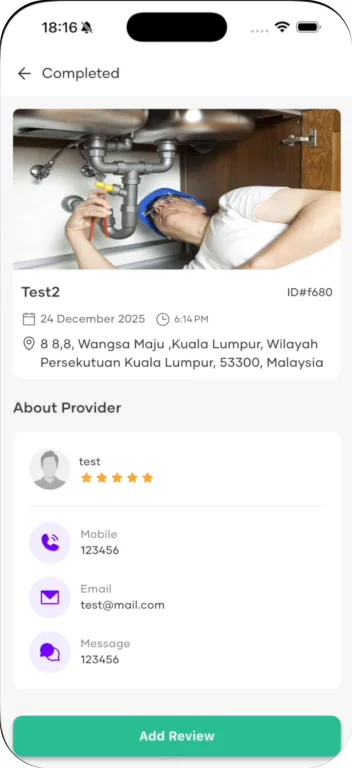 18:16
Completed
Test2
ID#f680
24 December 2025
6:14 PM
8 8,8, Wangsa Maju ,Kuala Lumpur, Wilayah
Persekutuan Kuala Lumpur, 53300, Malaysia
About Provider
test
Mobile
123456
Email
test@mail.com
Message
123456
Add Review